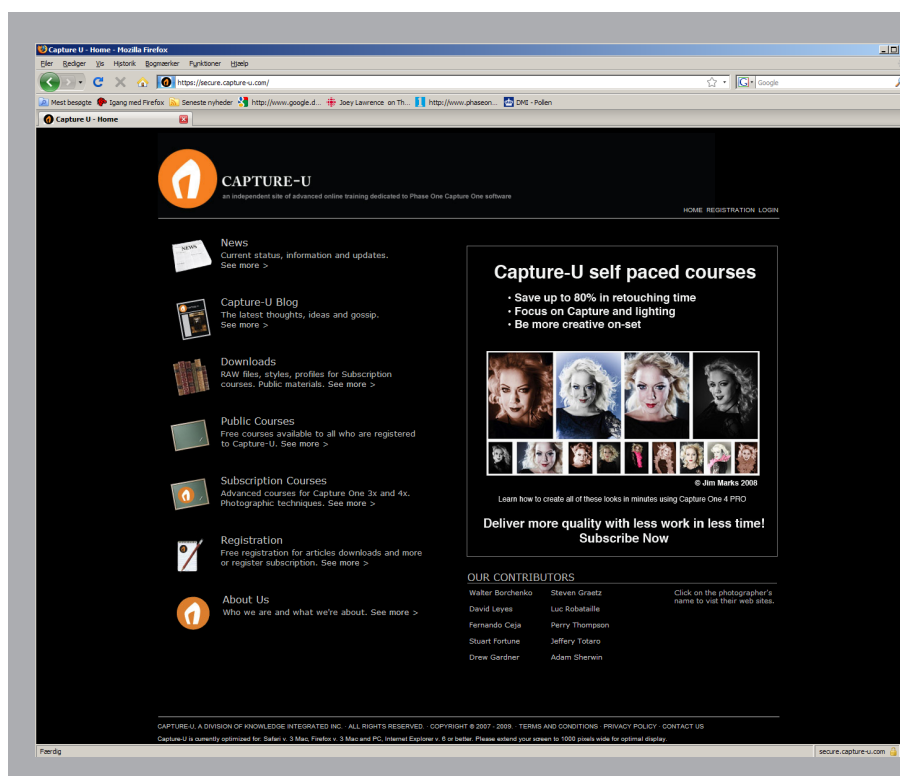 Capture U - Home - Mozilla Firefox
Filer Rediger Vis Historik Bogmærker Funktioner Hjælp
https://secure.capture-u.com/
Google
Mest besøgte Igang med Firefox Seneste nyheder http://www.google.d... Joey Lawrence on Th... http://www.phaseon... DMI - Pollen
Capture U - Home
CAPTURE-U
an independent site of advanced online training dedicated to Phase One Capture One software
HOME REGISTRATION LOGIN
News
Current status, information and updates.
See more >
Capture-U Blog
The latest thoughts, ideas and gossip.
See more >
Downloads
RAW files, styles, profiles for Subscription
courses. Public materials. See more >
Public Courses
Free courses available to all who are registered
to Capture-U. See more >
Subscription Courses
Advanced courses for Capture One 3x and 4x.
Photographic techniques. See more >
Registration
Free registration for articles downloads and more
or register subscription. See more >
About Us
Who we are and what we're about. See more >
NEWS
Capture-U self paced courses
• Save up to 80% in retouching time
• Focus on Capture and lighting
• Be more creative on-set
© Jim Marks 2008
Learn how to create all of these looks in minutes using Capture One 4 PRO
Deliver more quality with less work in less time!
Subscribe Now
OUR CONTRIBUTORS
Walter Borchenko Steven Graetz
David Leyes Luc Robataille
Fernando Ceja Perry Thompson
Stuart Fortune Jeffery Totaro
Drew Gardner Adam Sherwin
Click on the photographer's
name to vist their web sites.
CAPTURE-U. A DIVISION OF KNOWLEDGE INTEGRATED INC. · ALL RIGHTS RESERVED. · COPYRIGHT © 2007 - 2009. · TERMS AND CONDITIONS · PRIVACY POLICY · CONTACT US
Capture-U is currently optimized for: Safari v. 3 Mac, Firefox v. 3 Mac and PC, Internet Explorer v. 6 or better. Please extend your screen to 1000 pixels wide for optimal display.
Færdig
secure.capture-u.com